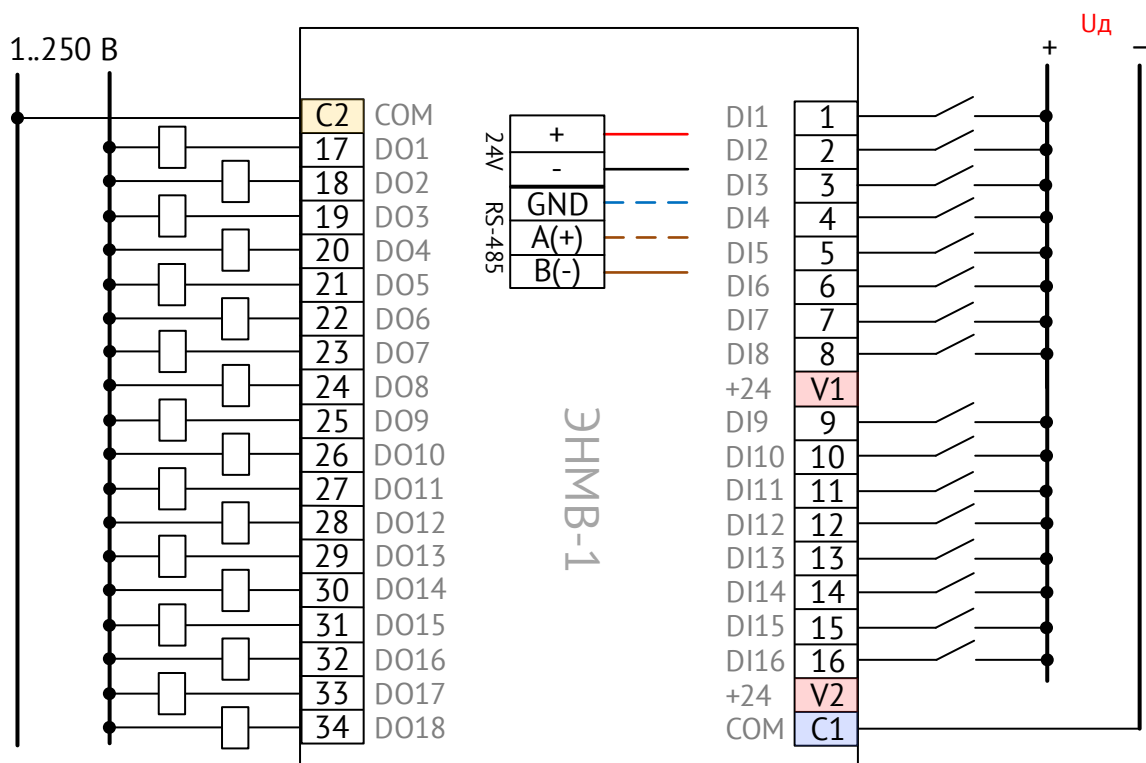 Uд
+ −
1..250 В
C2 COM
17 DO1
18 DO2
19 DO3
20 DO4
21 DO5
22 DO6
23 DO7
24 DO8
25 DO9
26 DO10
27 DO11
28 DO12
29 DO13
30 DO14
31 DO15
32 DO16
33 DO17
34 DO18
24V
+
-
RS-485
GND
A(+)
B(-)
ЭНМВ-1
DI1 1
DI2 2
DI3 3
DI4 4
DI5 5
DI6 6
DI7 7
DI8 8
+24 V1
DI9 9
DI10 10
DI11 11
DI12 12
DI13 13
DI14 14
DI15 15
DI16 16
+24 V2
COM C1